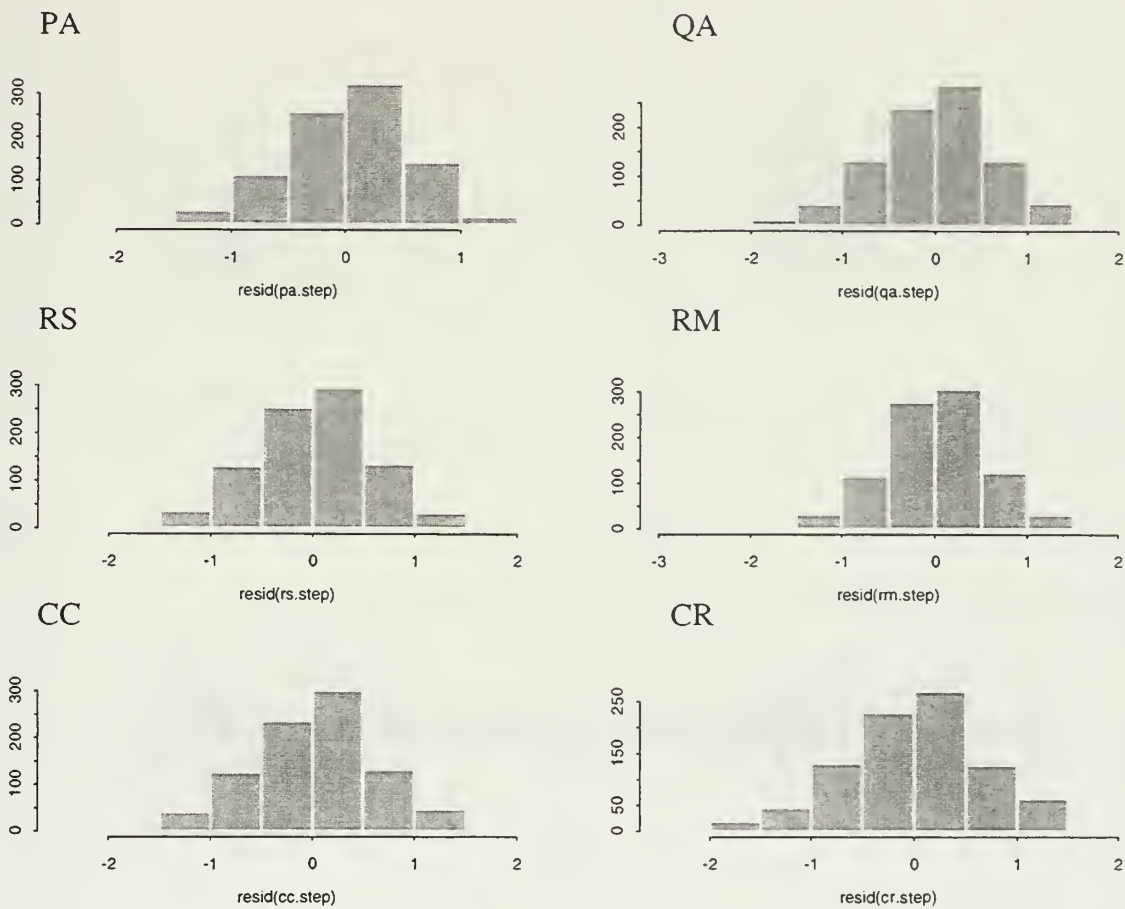 PA
300
200
100
0
-2 -1 0 1
resid(pa.step)
QA
200
100
50
0
-3 -2 -1 0 1 2
resid(qa.step)
RS
300
200
100
0
-2 -1 0 1 2
resid(rs.step)
RM
300
200
100
0
-3 -2 -1 0 1 2
resid(rm.step)
CC
300
200
100
0
-2 -1 0 1 2
resid(cc.step)
CR
250
150
50
0
-2 -1 0 1 2
resid(cr.step)